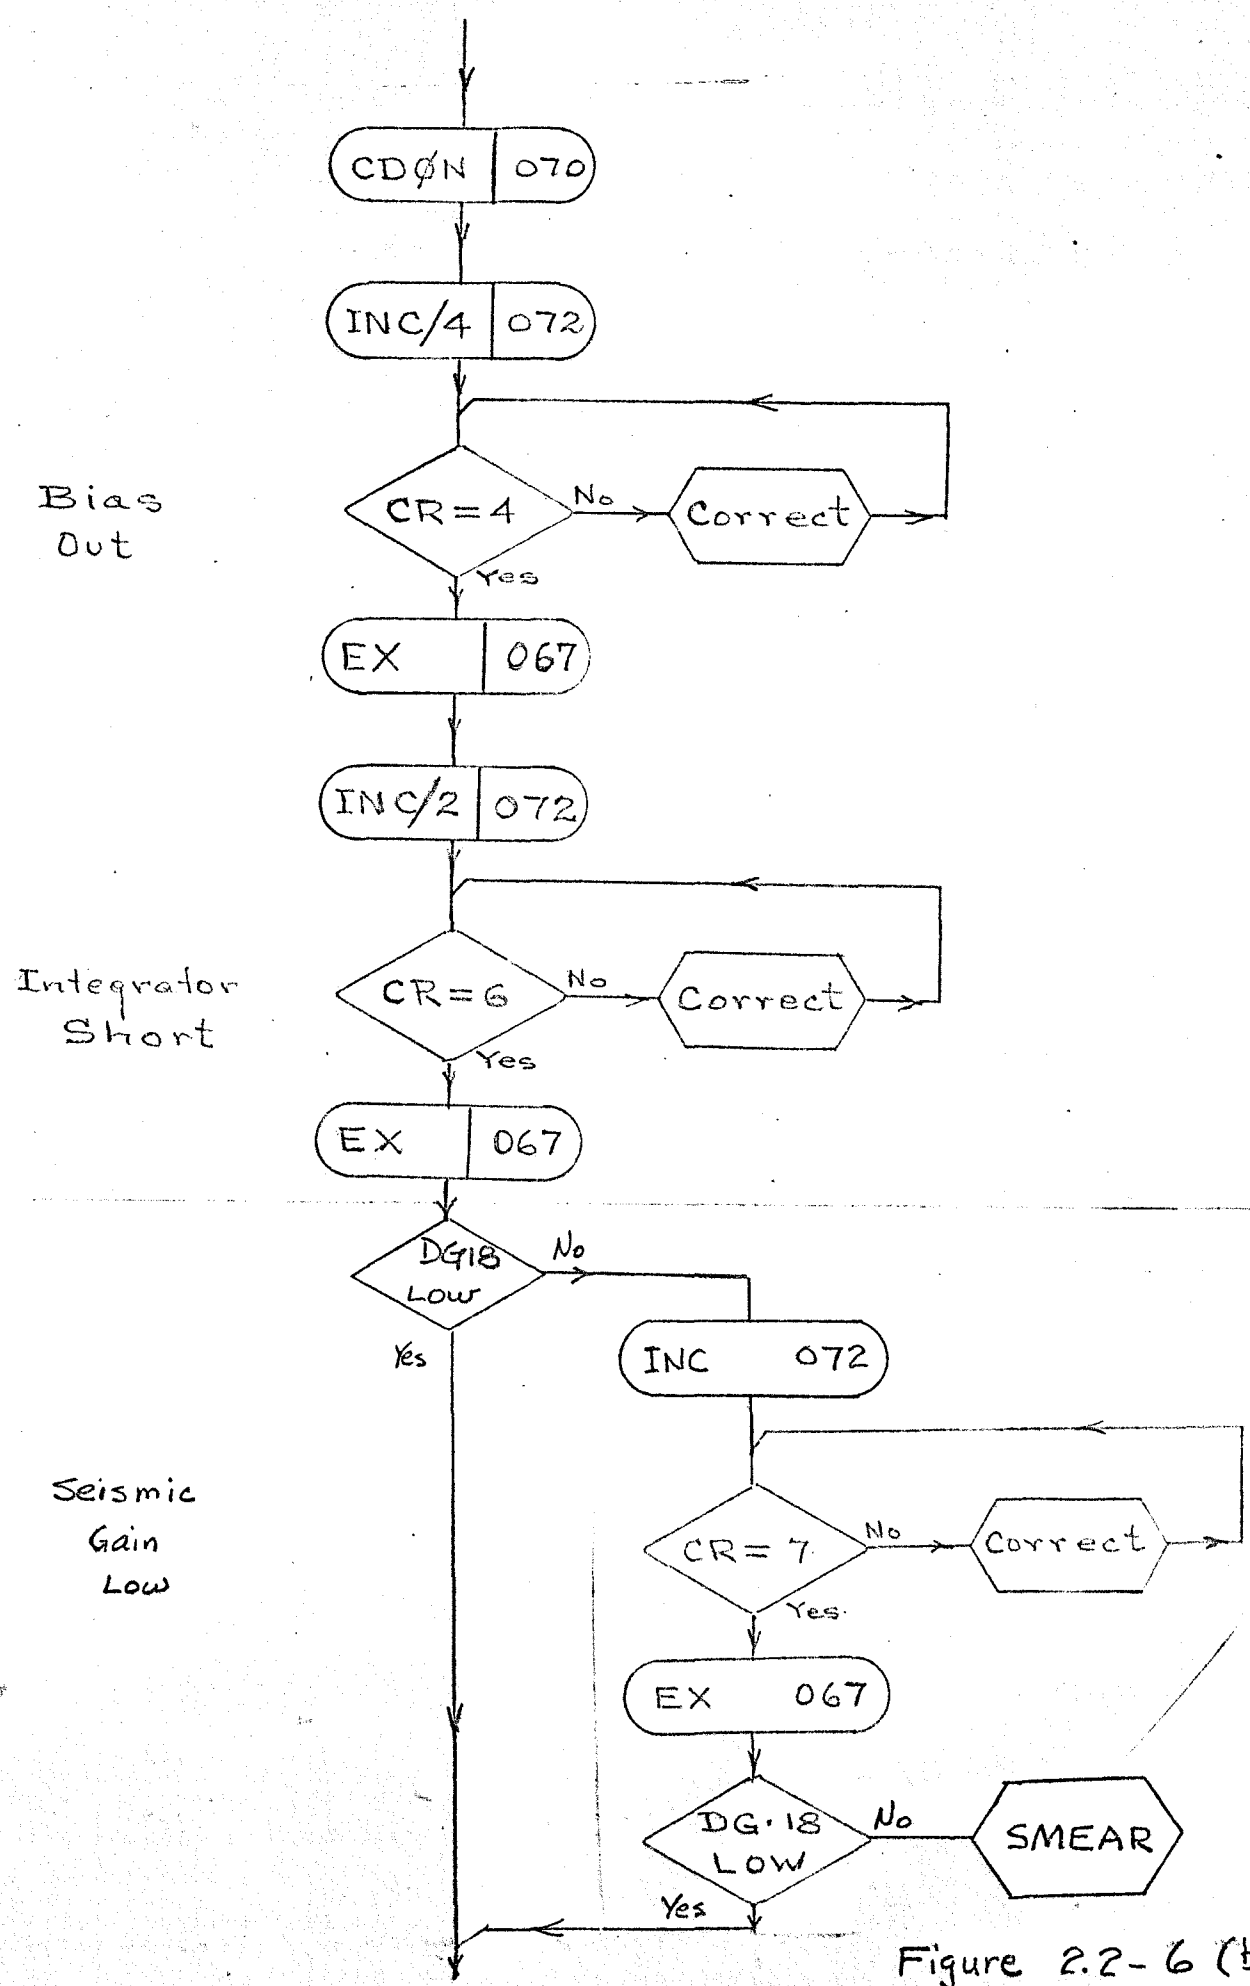 CDØN 070
INC/4 072
Bias
Out
CR=4
No
Correct
Yes
EX 067
INC/2 072
Integrator
Short
CR=6
No
Correct
Yes
EX 067
DG18
Low
No
Yes
INC 072
Seismic
Gain
Low
CR=7
No
Correct
Yes.
EX 067
DG.18
LOW
No
SMEAR
Yes
Figure 2.2-6